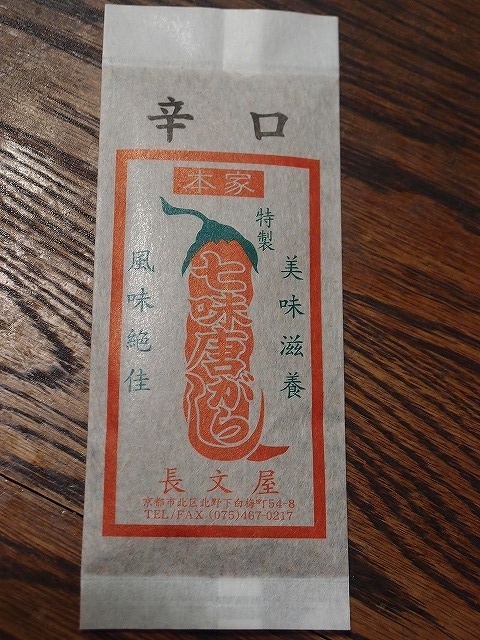 辛口
本家
特製
美味滋養
七味唐がらし
風味絶佳
長文屋
京都市北区北野下白梅町54-8
TEL/FAX (075)467-0217